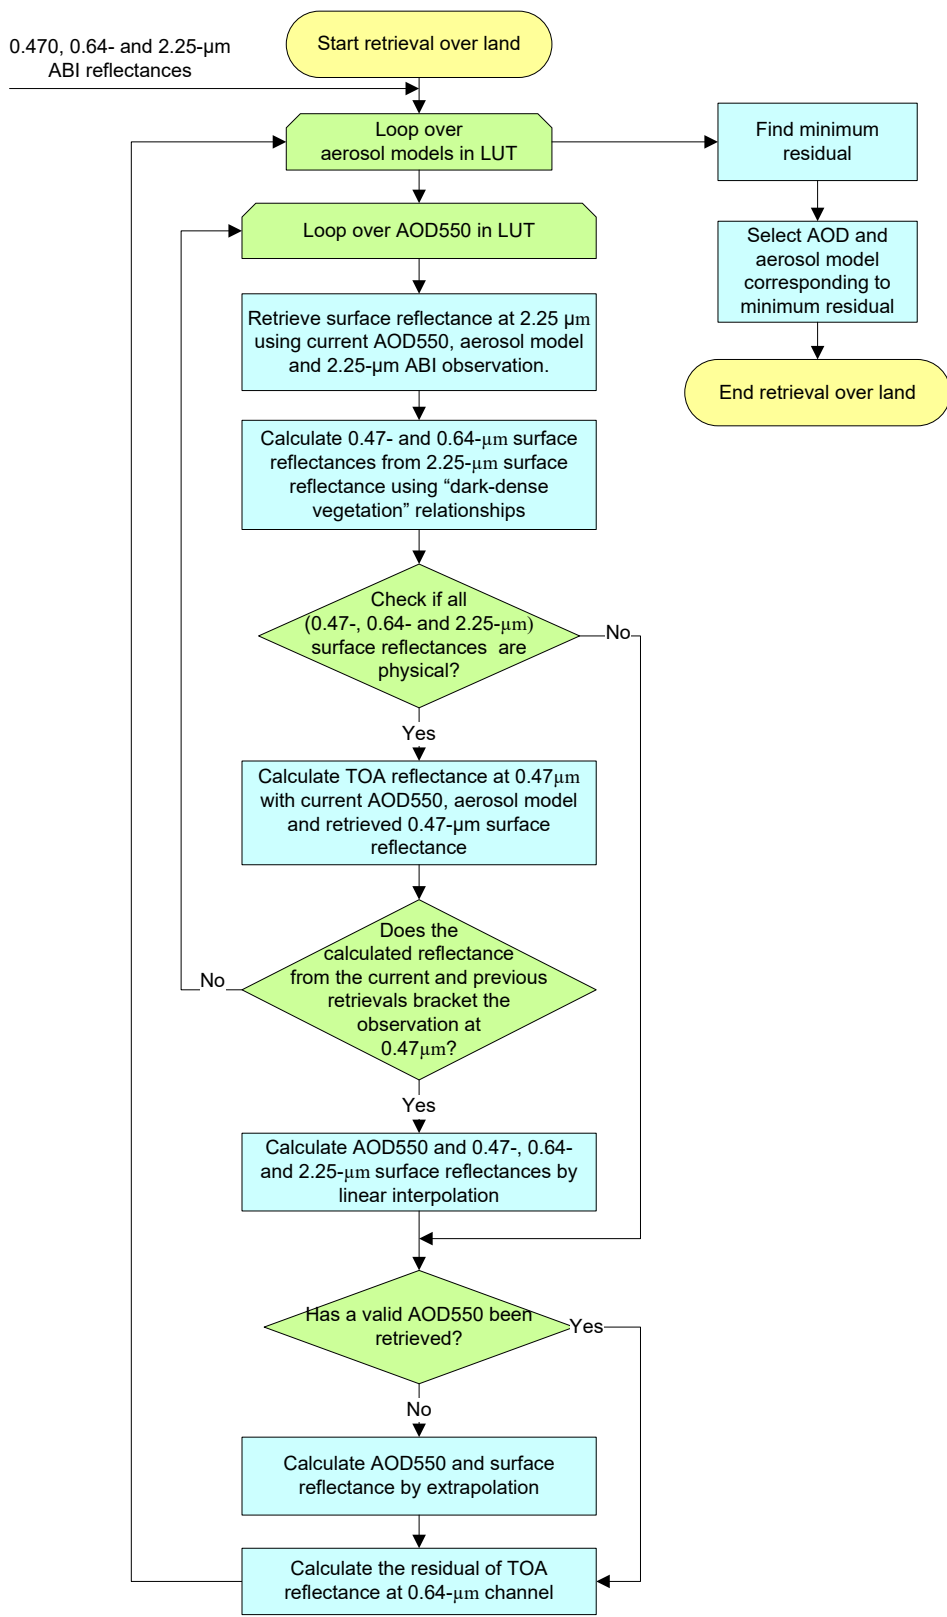 0.470, 0.64- and 2.25-µm
ABI reflectances
Start retrieval over land
Loop over
aerosol models in LUT
Find minimum
residual
Loop over AOD550 in LUT
Select AOD and
aerosol model
corresponding to
minimum residual
Retrieve surface reflectance at 2.25 µm
using current AOD550, aerosol model
and 2.25-µm ABI observation.
End retrieval over land
Calculate 0.47- and 0.64-µm surface
reflectances from 2.25-µm surface
reflectance using “dark-dense
vegetation” relationships
Check if all
(0.47-, 0.64- and 2.25-µm)
surface reflectances are
physical?
No
Yes
Calculate TOA reflectance at 0.47µm
with current AOD550, aerosol model
and retrieved 0.47-µm surface
reflectance
Does the
calculated reflectance
from the current and previous
retrievals bracket the
observation at
0.47µm?
No
Yes
Calculate AOD550 and 0.47-, 0.64-
and 2.25-µm surface reflectances by
linear interpolation
Has a valid AOD550 been
retrieved?
Yes
No
Calculate AOD550 and surface
reflectance by extrapolation
Calculate the residual of TOA
reflectance at 0.64-µm channel